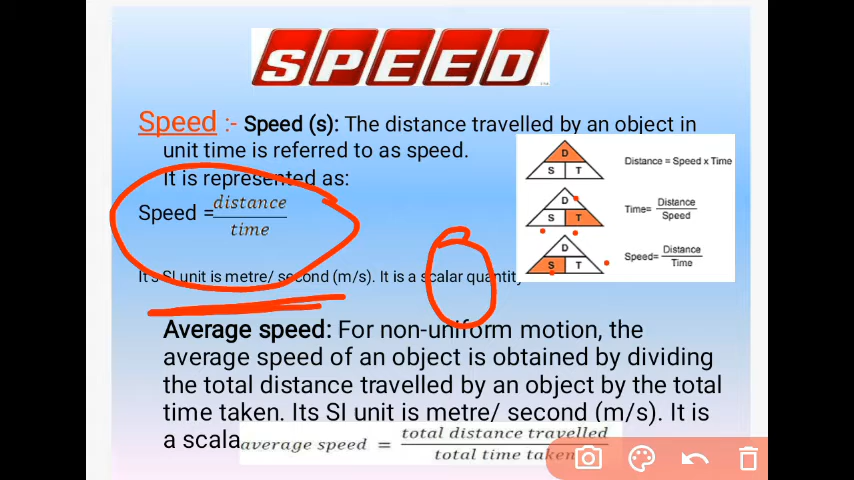 SPEED
Speed :- Speed (s): The distance travelled by an object in
unit time is referred to as speed.
It is represented as:
Speed = distance
time
It's SI unit is metre/ second (m/s). It is a scalar quantity
D
S T
Distance = Speed x Time
D
S T
Time= Distance
Speed
D
S T
Speed= Distance
Time
Average speed: For non-uniform motion, the
average speed of an object is obtained by dividing
the total distance travelled by an object by the total
time taken. Its SI unit is metre/ second (m/s). It is
a scala
average speed = total distance travelled
total time taken